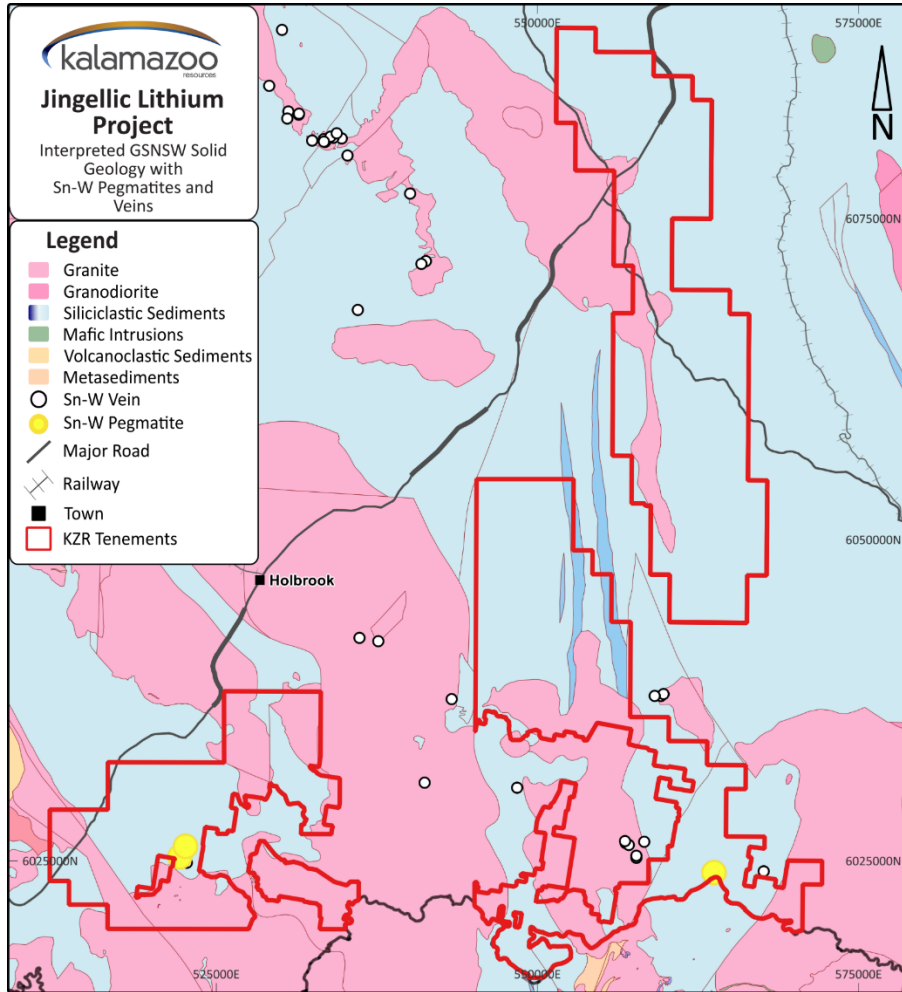 kalamazoo
resources
Jingellic Lithium
Project
Interpreted GSNSW Solid
Geology with
Sn-W Pegmatites and
Veins
Legend
Granite
Granodiorite
Siliciclastic Sediments
Mafic Intrusions
Volcanoclastic Sediments
Metasediments
Sn-W Vein
Sn-W Pegmatite
Major Road
Railway
Town
KZR Tenements
550000E
575000E
N
6075000N
6050000N
Holbrook
6025000N
6025000N
525000E
550000E
575000E